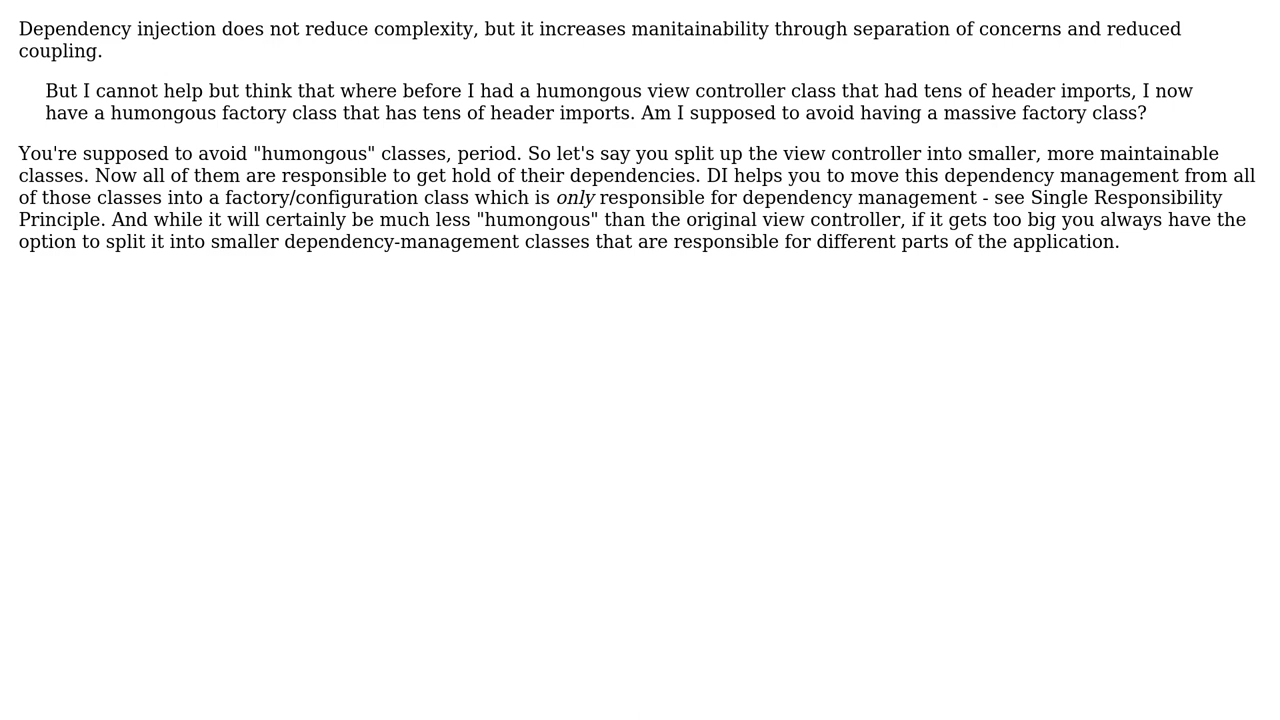 Dependency injection does not reduce complexity, but it increases manitainability through separation of concerns and reduced
coupling.
But I cannot help but think that where before I had a humongous view controller class that had tens of header imports, I now
have a humongous factory class that has tens of header imports. Am I supposed to avoid having a massive factory class?
You're supposed to avoid "humongous" classes, period. So let's say you split up the view controller into smaller, more maintainable
classes. Now all of them are responsible to get hold of their dependencies. DI helps you to move this dependency management from all
of those classes into a factory/configuration class which is only responsible for dependency management - see Single Responsibility
Principle. And while it will certainly be much less "humongous" than the original view controller, if it gets too big you always have the
option to split it into smaller dependency-management classes that are responsible for different parts of the application.